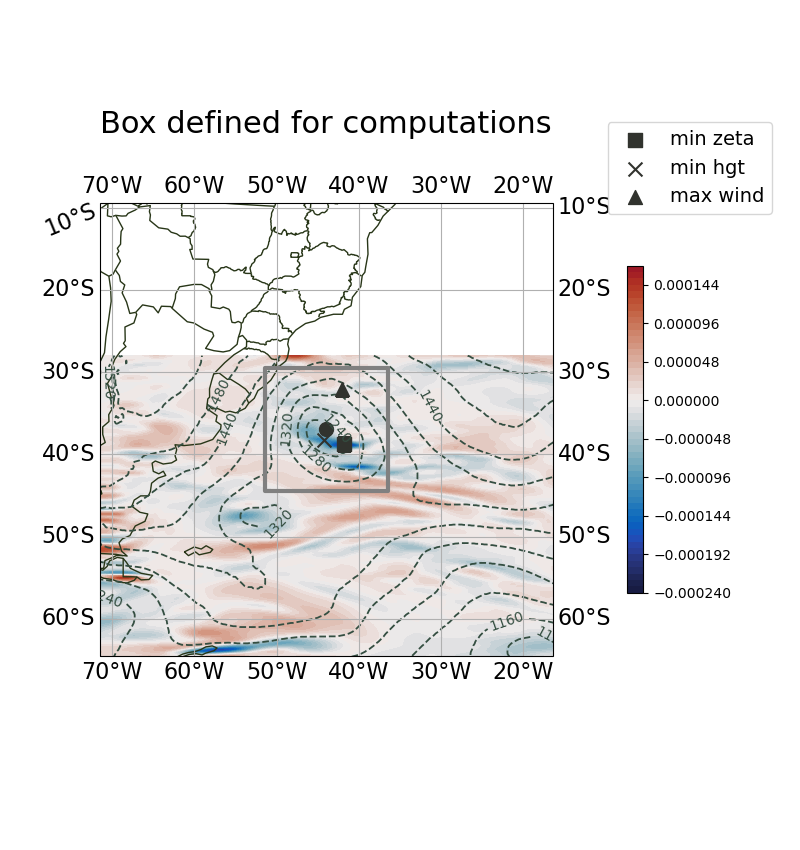 Box defined for computations
min zeta
min hgt
max wind
70°W 60°W 50°W 40°W 30°W 20°W
10°S 10°S
20°S 20°S
30°S 30°S
40°S 40°S
50°S 50°S
60°S 60°S
70°W 60°W 50°W 40°W 30°W 20°W
1480
1440
1320
1280
1440
1320
1160
240
0.000144
0.000096
0.000048
0.000000
−0.000048
−0.000096
−0.000144
−0.000192
−0.000240